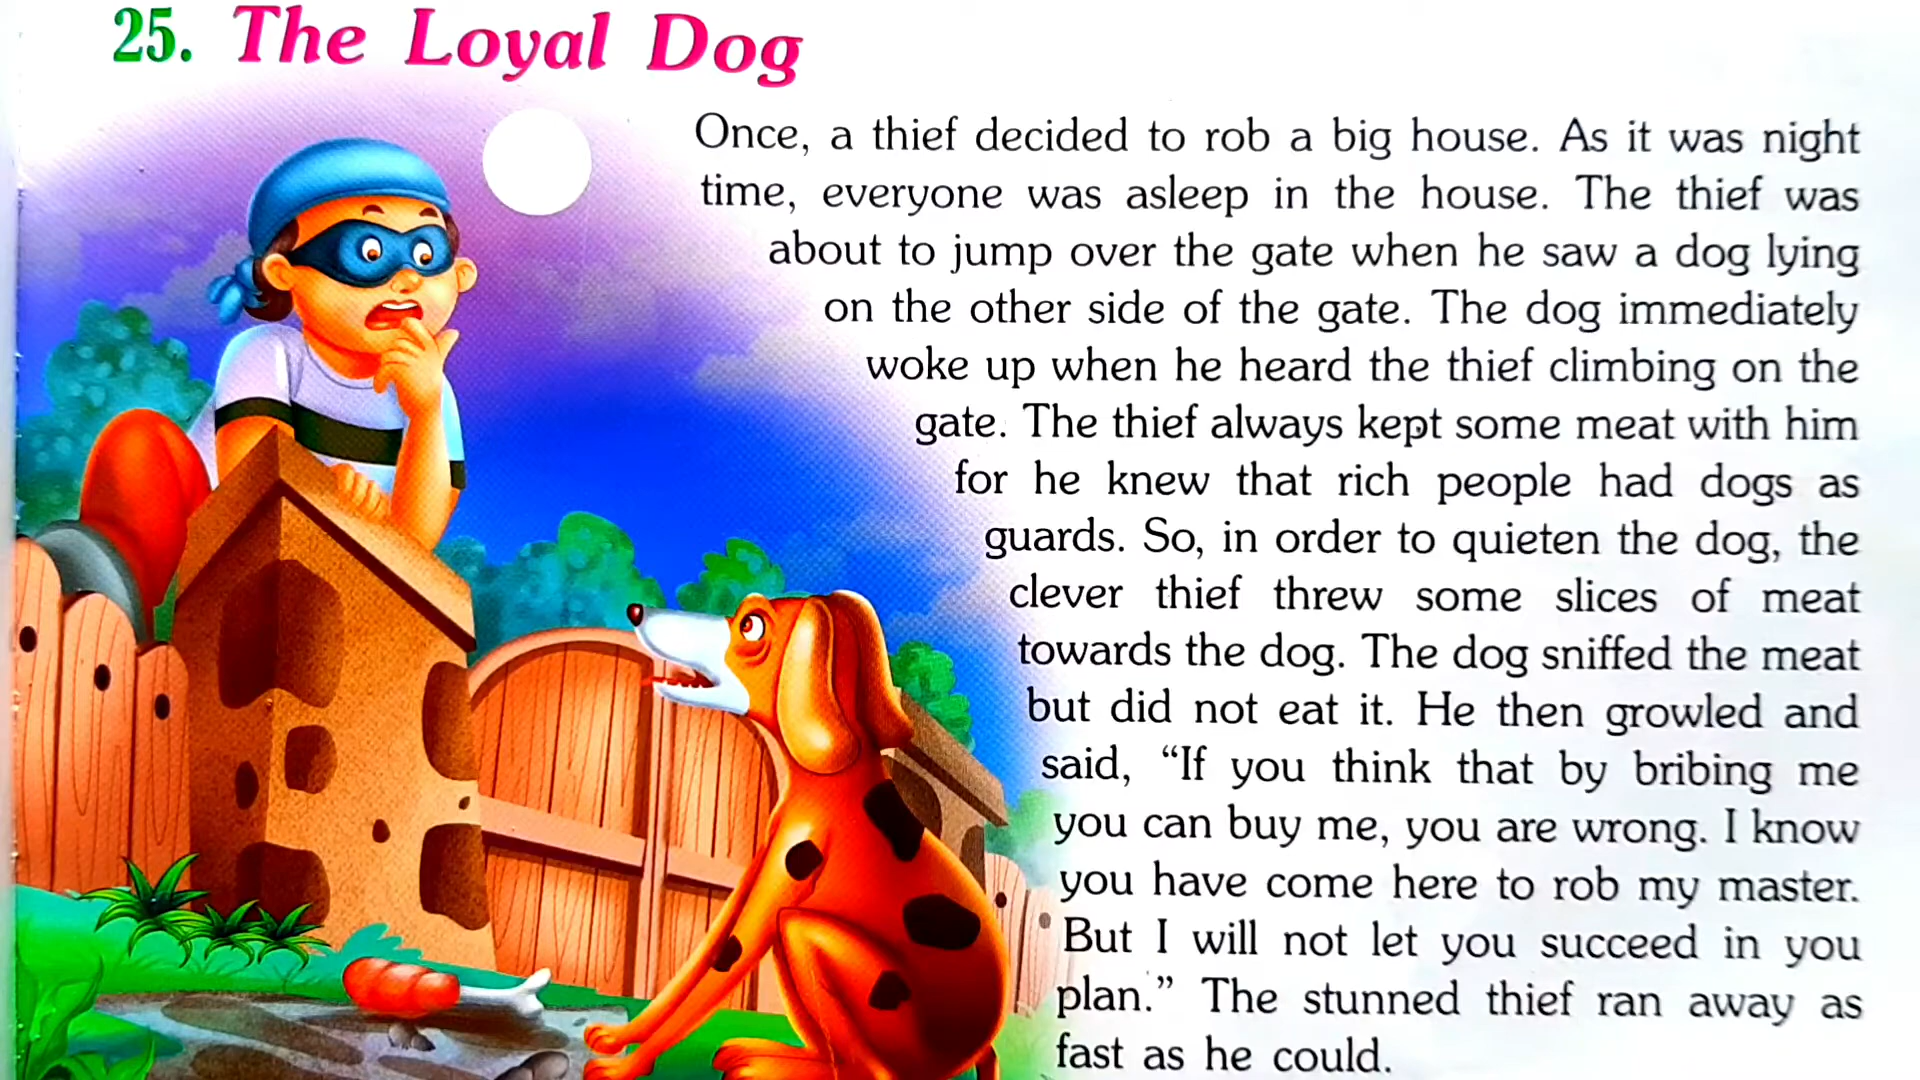 25. The Loyal Dog
Once, a thief decided to rob a big house. As it was night
time, everyone was asleep in the house. The thief was
about to jump over the gate when he saw a dog lying
on the other side of the gate. The dog immediately
woke up when he heard the thief climbing on the
gate. The thief always kept some meat with him
for he knew that rich people had dogs as
guards. So, in order to quieten the dog, the
clever thief threw some slices of meat
towards the dog. The dog sniffed the meat
but did not eat it. He then growled and
said, “If you think that by bribing me
you can buy me, you are wrong. I know
you have come here to rob my master.
But I will not let you succeed in you
plan.” The stunned thief ran away as
fast as he could.